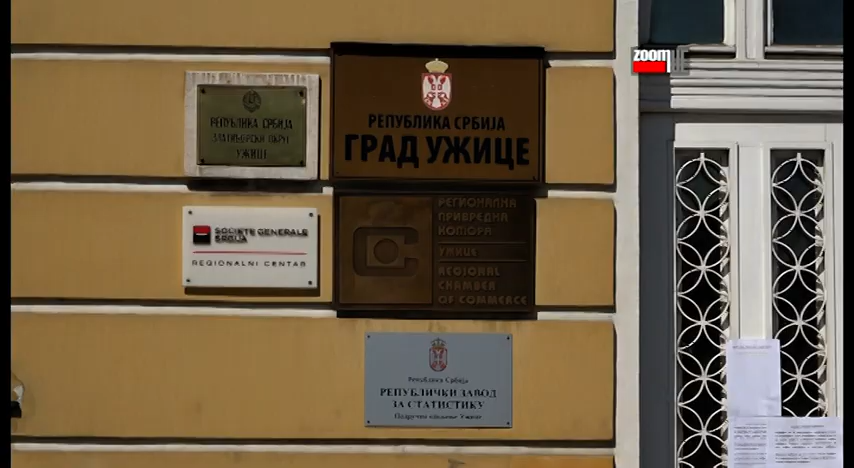 zoom
РЕПУБЛИКА СРБИЈА
ЗЛАТИБОРСКИ ОКРУГ
УЖИЦЕ
РЕПУБЛИКА СРБИЈА
ГРАД УЖИЦЕ
SOCIETE GENERALE
SRBIJA
REGIONALNI CENTAR
РЕГИОНАЛНА
ПРИВРЕДНА
КОМОРА
УЖИЦЕ
REGIONAL
CHAMBER
OF COMMERCE
Република Србија
РЕПУБЛИЧКИ ЗАВОД
ЗА СТАТИСТИКУ
Подручно одељење Ужице